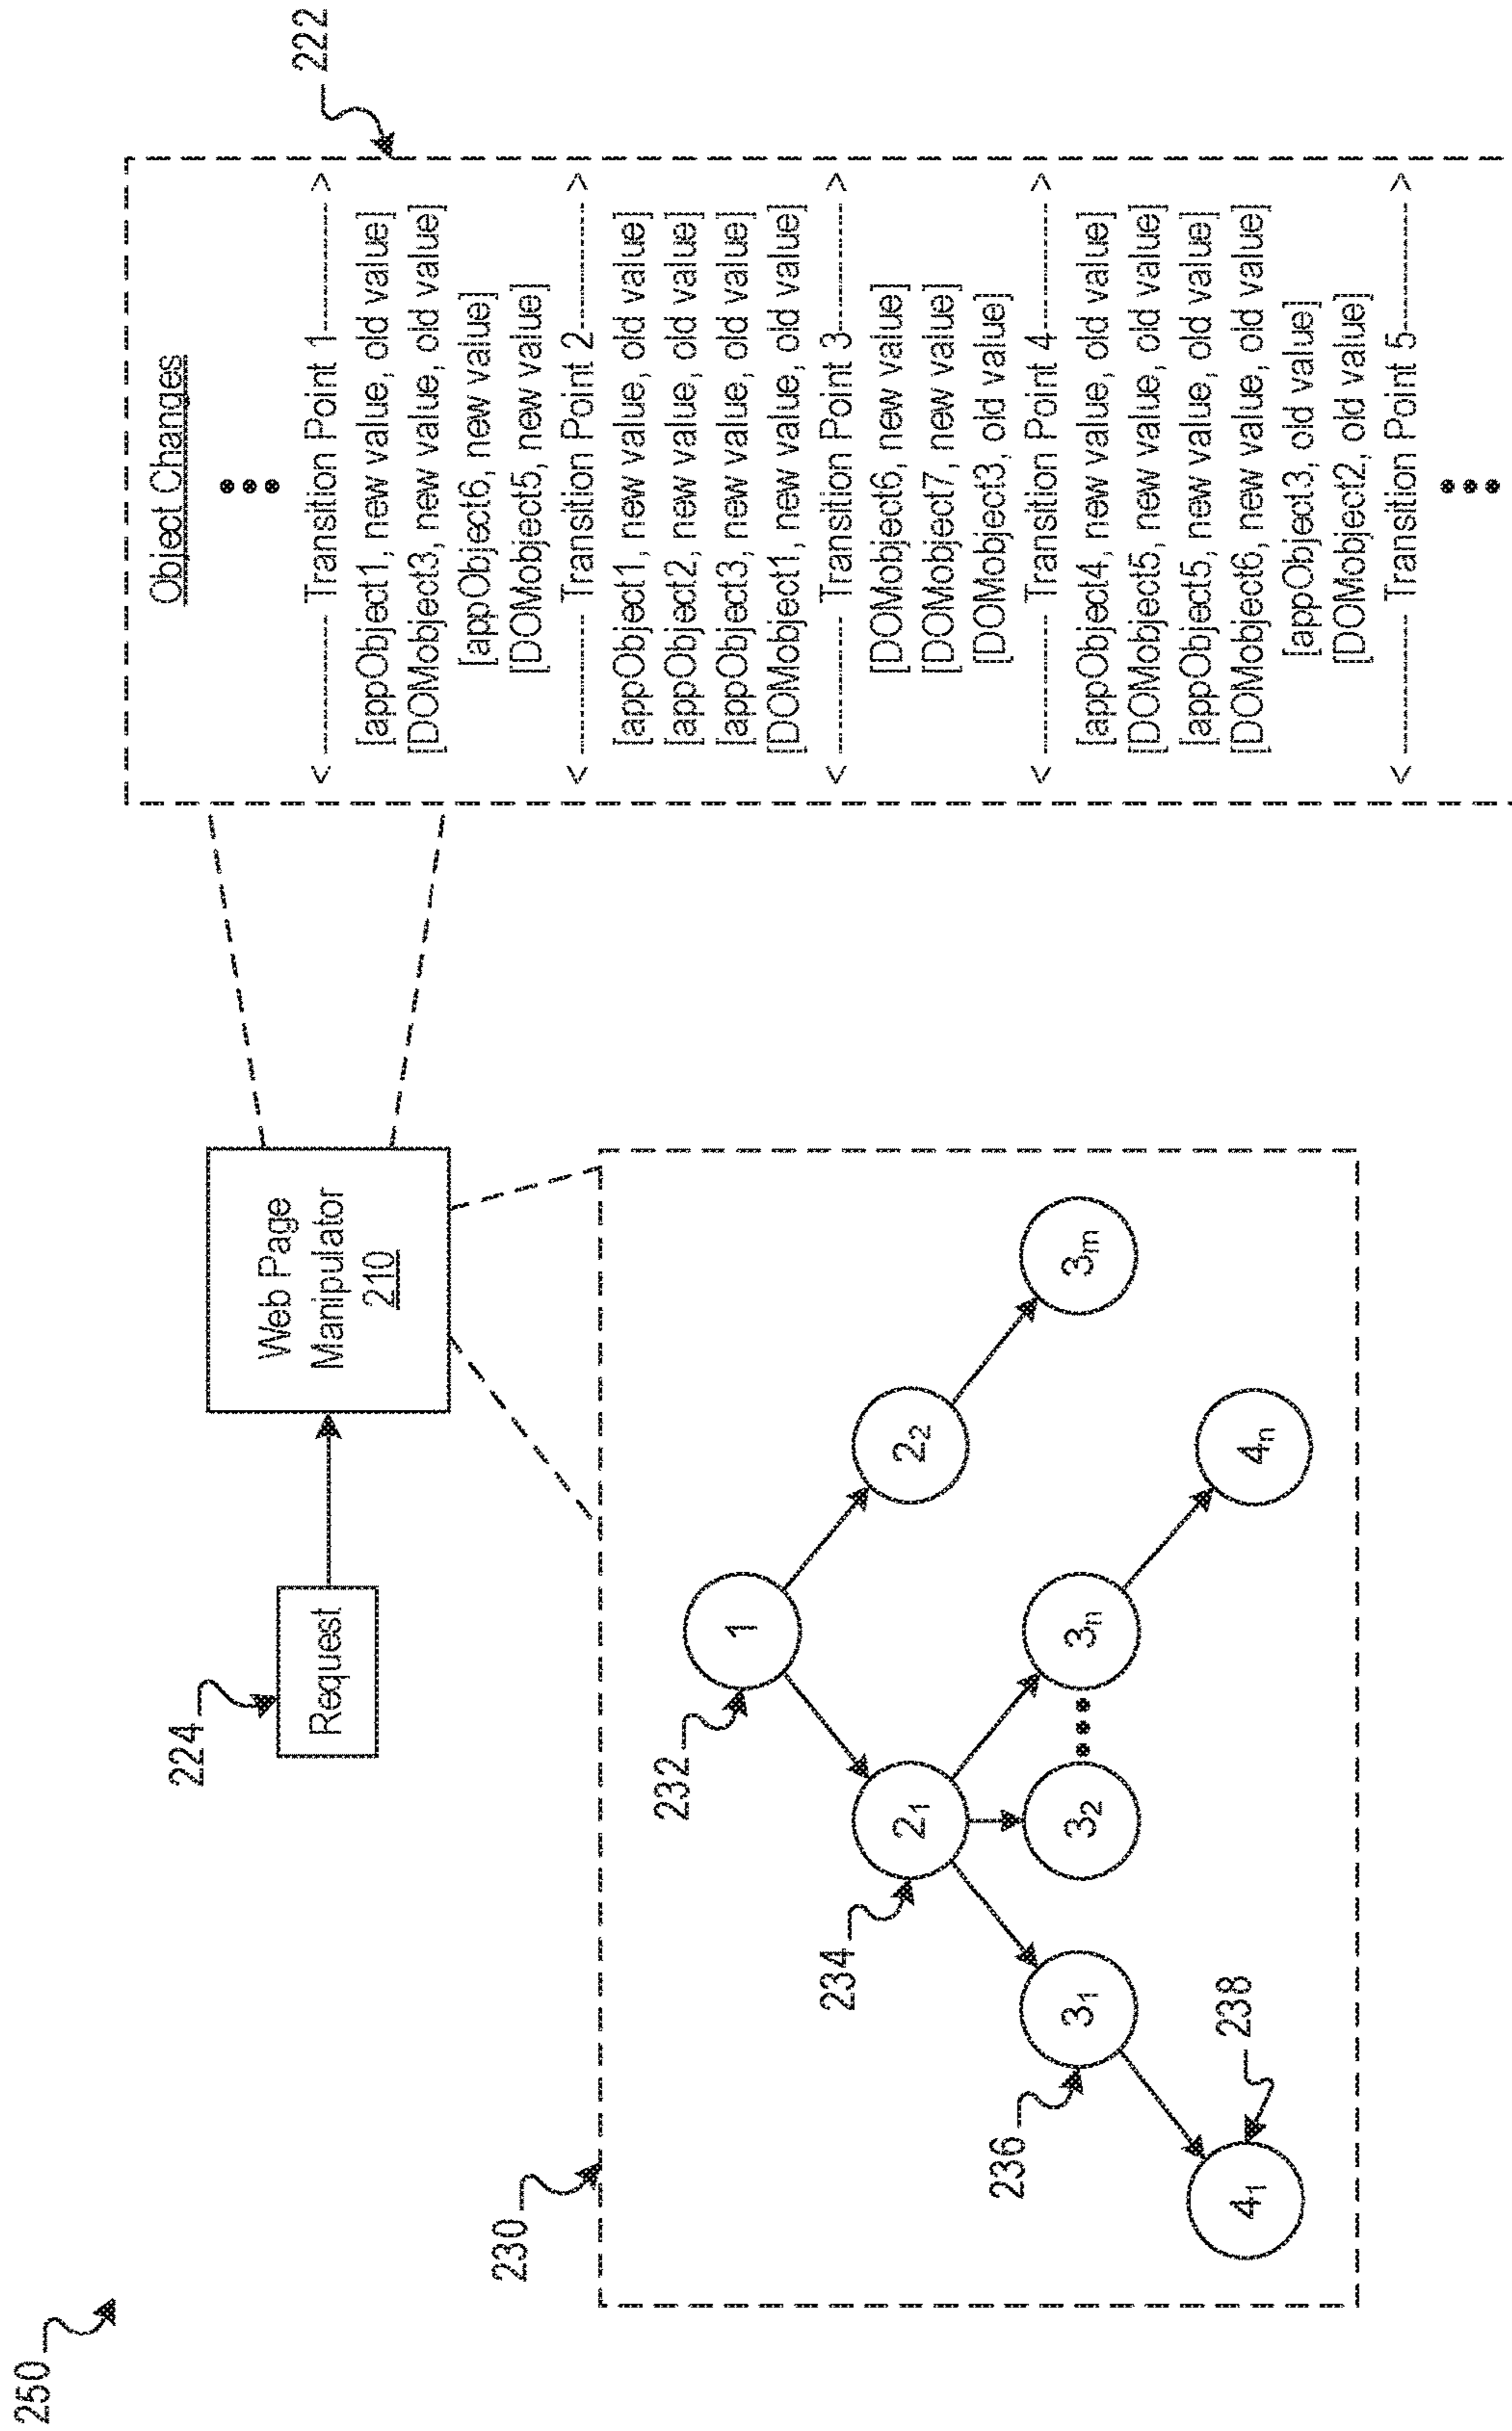 250
224
Request
Web Page
Manipulator
210
222
Object Changes
<---------- Transition Point 1---------->
[appObject1, new value, old value]
[DOMobject3, new value, old value]
[appObject6, new value]
[DOMobject5, new value]
<---------- Transition Point 2---------->
[appObject1, new value, old value]
[appObject2, new value, old value]
[appObject3, new value, old value]
[DOMobject1, new value, old value]
<---------- Transition Point 3---------->
[DOMobject6, new value]
[DOMobject7, new value]
[DOMobject3, old value]
<---------- Transition Point 4---------->
[appObject4, new value, old value]
[DOMobject5, new value, old value]
[appObject5, new value, old value]
[DOMobject6, new value, old value]
[appObject3, old value]
[DOMobject2, old value]
<---------- Transition Point 5---------->
230
232
1
234
2₁
2₂
236
3₁
3₂
3ₙ
3ₘ
4₁
238
4ₙ